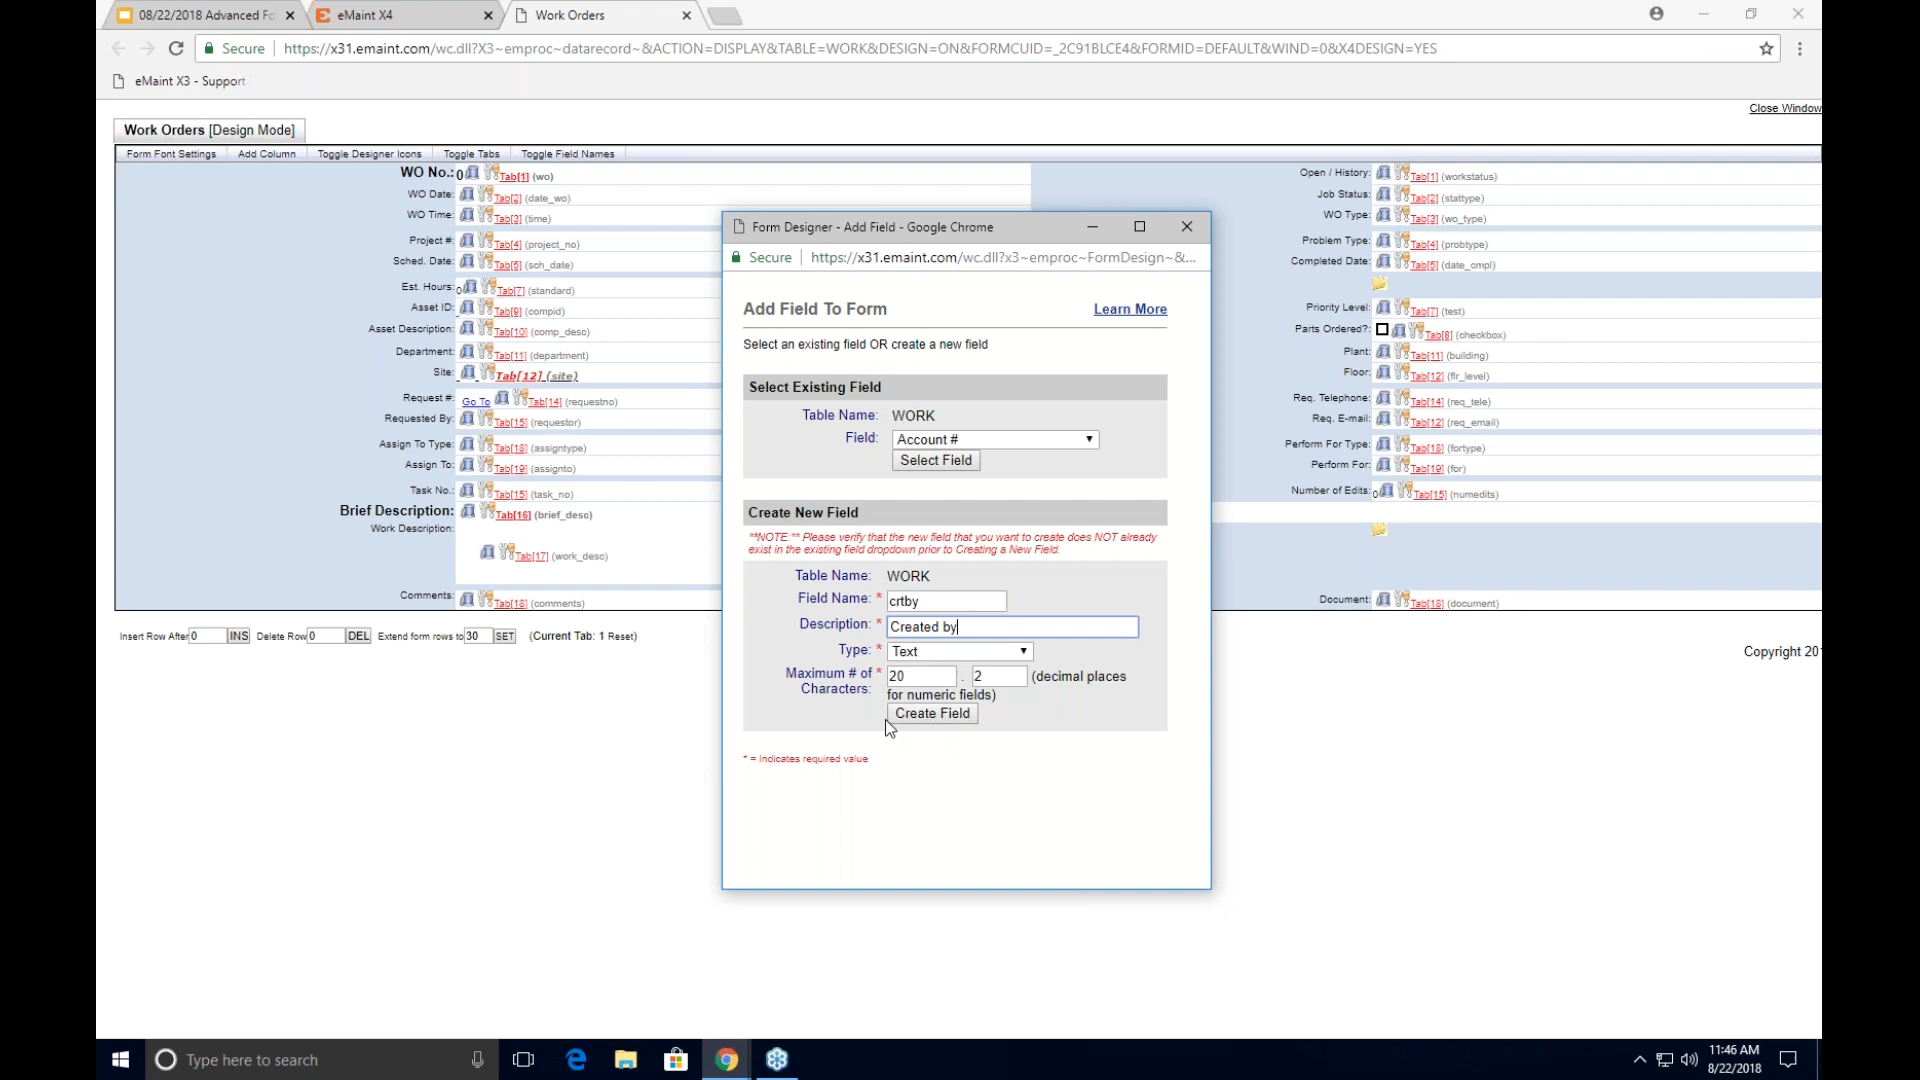 08/22/2018 Advanced Fo
eMaint X4
Work Orders
Secure
https://x31.emaint.com/wc.dll?X3~emproc~datarecord~&ACTION=DISPLAY&TABLE=WORK&DESIGN=ON&FORMCUID=_2C91BLCE4&FORMID=DEFAULT&WIND=0&X4DESIGN=YES
eMaint X3 - Support
Close Window
Work Orders [Design Mode]
Form Font Settings Add Column Toggle Designer Icons Toggle Tabs Toggle Field Names
WO No.: 0 Tab[1] (wo)
WO Date: Tab[2] (date_wo)
WO Time: Tab[3] (time)
Project #: Tab[4] (project_no)
Sched. Date: Tab[6] (sch_date)
Est. Hours: 0 Tab[7] (standard)
Asset ID: Tab[9] (compid)
Asset Description: Tab[10] (comp_desc)
Department: Tab[11] (department)
Site: Tab[12] (site)
Request #: Go To Tab[14] (requestno)
Requested By: Tab[15] (requestor)
Assign To Type: Tab[18] (assigntype)
Assign To: Tab[19] (assignto)
Task No.: Tab[15] (task_no)
Brief Description: Tab[16] (brief_desc)
Work Description:
Tab[17] (work_desc)
Comments: Tab[18] (comments)
Open / History: Tab[1] (workstatus)
Job Status: Tab[2] (stattype)
WO Type: Tab[3] (wo_type)
Problem Type: Tab[4] (probtype)
Completed Date: Tab[5] (date_cmpl)
Priority Level: Tab[7] (test)
Parts Ordered?: Tab[8] (checkbox)
Plant: Tab[11] (building)
Floor: Tab[12] (flr_level)
Req. Telephone: Tab[14] (req_tele)
Req. E-mail: Tab[12] (req_email)
Perform For Type: Tab[18] (fortype)
Perform For: Tab[19] (for)
Number of Edits: 0 Tab[15] (numedits)
Document: Tab[18] (document)
Insert Row After 0 INS Delete Row 0 DEL Extend form rows to 30 SET (Current Tab: 1 Reset)
Copyright 20
Form Designer - Add Field - Google Chrome
Secure
https://x31.emaint.com/wc.dll?x3~emproc~FormDesign~&...
Add Field To Form
Learn More
Select an existing field OR create a new field
Select Existing Field
Table Name: WORK
Field: Account #
Select Field
Create New Field
**NOTE ** Please verify that the new field that you want to create does NOT already
exist in the existing field dropdown prior to Creating a New Field.
Table Name: WORK
Field Name: * crtby
Description: * Created by
Type: * Text
Maximum # of * 20 . 2 (decimal places
Characters: for numeric fields)
Create Field
* = Indicates required value
Type here to search
11:46 AM
8/22/2018